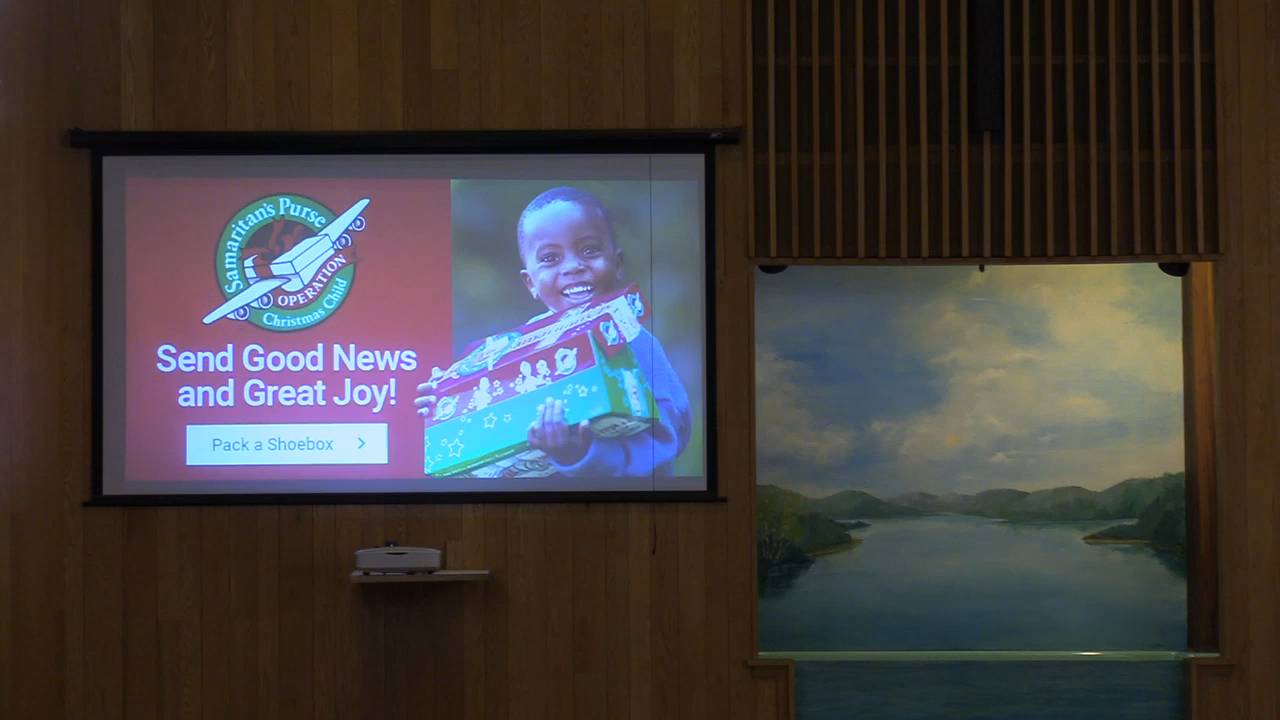 Samaritan's Purse
OPERATION
Christmas Child
Send Good News
and Great Joy!
Pack a Shoebox